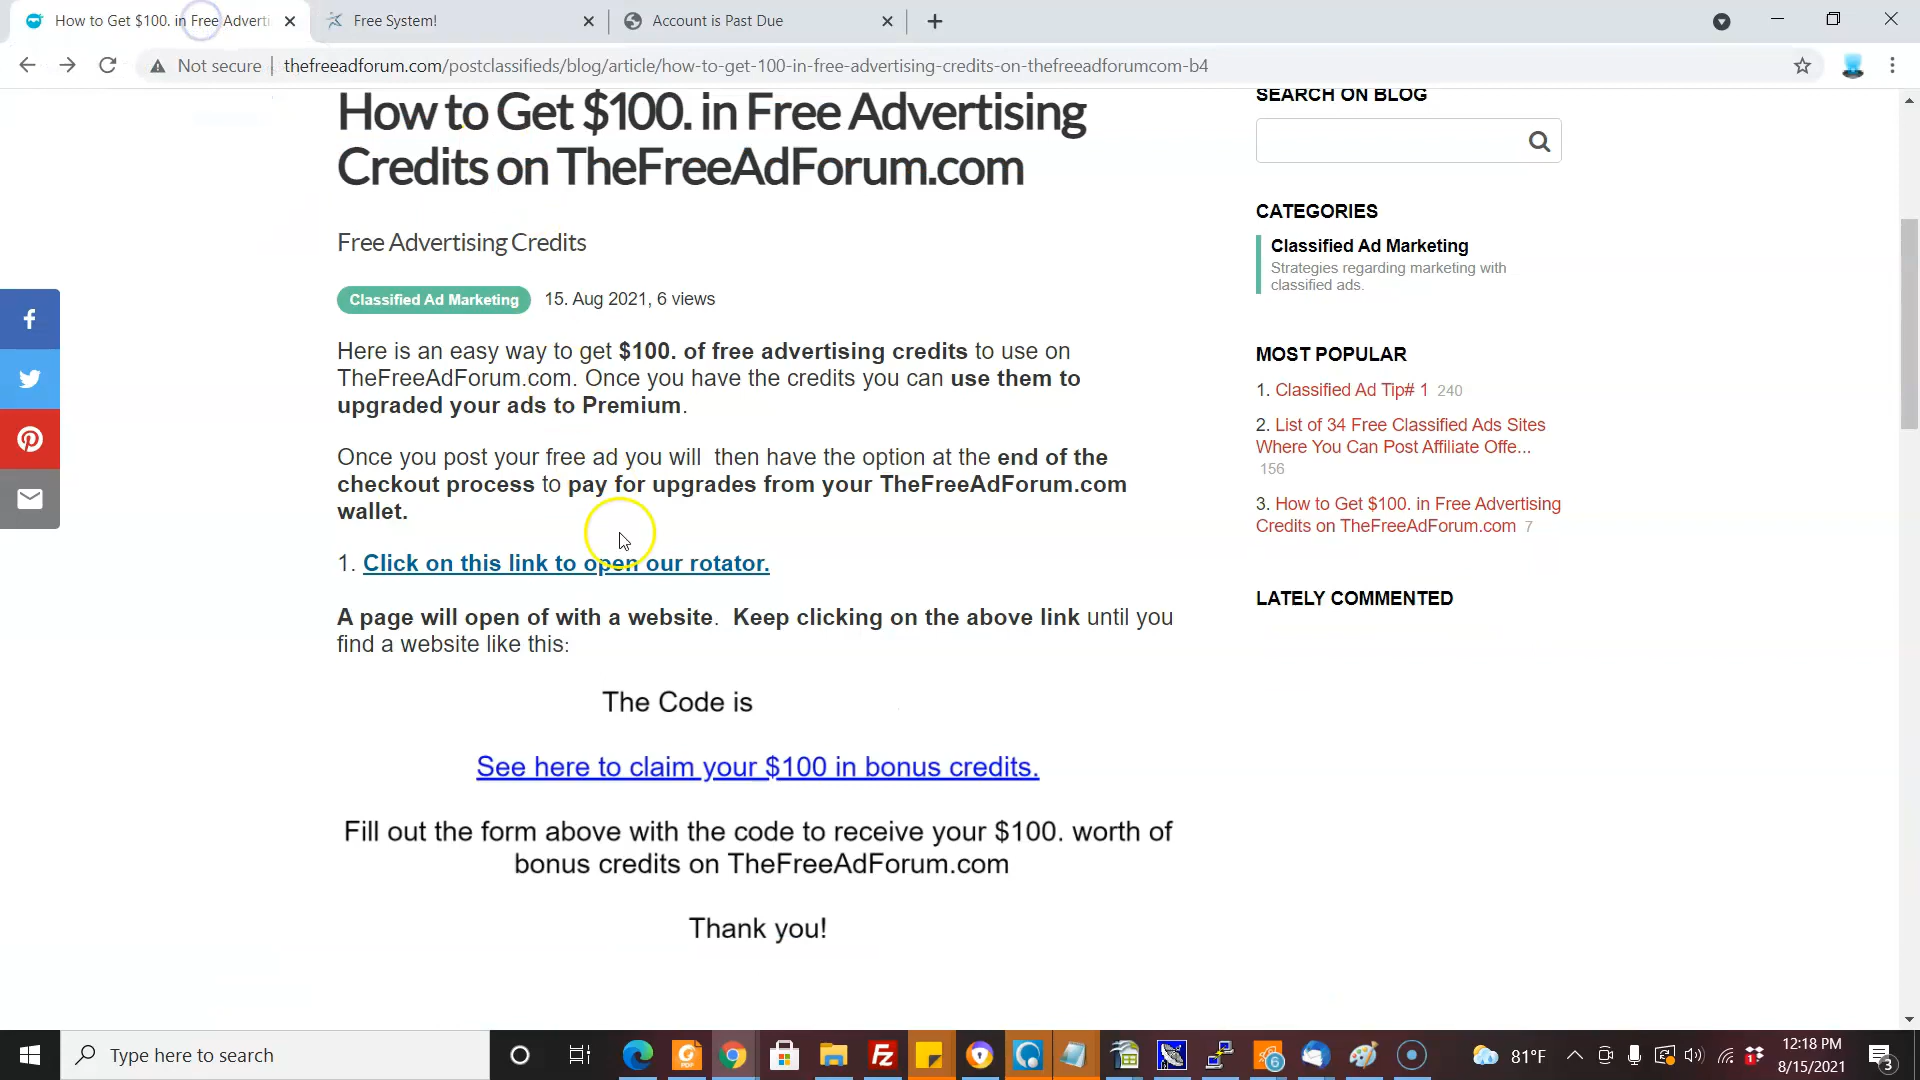 How to Get $100. in Free Adverti
Free System!
Account is Past Due
Not secure
thefreeadforum.com/postclassifieds/blog/article/how-to-get-100-in-free-advertising-credits-on-thefreeadforumcom-b4
How to Get $100. in Free Advertising
Credits on TheFreeAdForum.com
Free Advertising Credits
Classified Ad Marketing 15. Aug 2021, 6 views
Here is an easy way to get $100. of free advertising credits to use on
TheFreeAdForum.com. Once you have the credits you can use them to
upgraded your ads to Premium.
Once you post your free ad you will then have the option at the end of the
checkout process to pay for upgrades from your TheFreeAdForum.com
wallet.
1. Click on this link to open our rotator.
A page will open of with a website. Keep clicking on the above link until you
find a website like this:
The Code is
See here to claim your $100 in bonus credits.
Fill out the form above with the code to receive your $100. worth of
bonus credits on TheFreeAdForum.com
Thank you!
SEARCH ON BLOG
CATEGORIES
Classified Ad Marketing
Strategies regarding marketing with
classified ads.
MOST POPULAR
1. Classified Ad Tip# 1 240
2. List of 34 Free Classified Ads Sites
Where You Can Post Affiliate Offe...
156
3. How to Get $100. in Free Advertising
Credits on TheFreeAdForum.com 7
LATELY COMMENTED
Type here to search
PDF
6
81°F
1
12:18 PM
8/15/2021
3